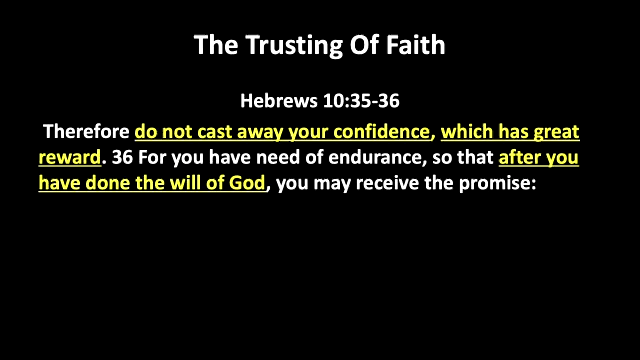 The Trusting Of Faith
Hebrews 10:35-36
Therefore do not cast away your confidence, which has great
reward. 36 For you have need of endurance, so that after you
have done the will of God, you may receive the promise: